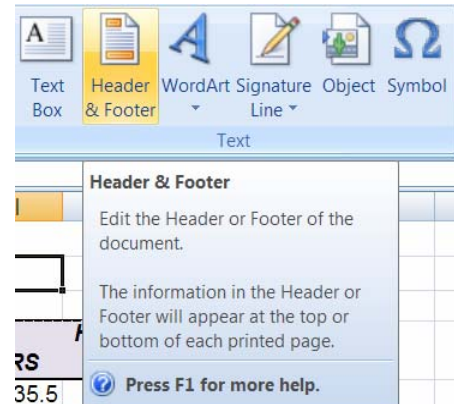 A
A
Ω
Text Header WordArt Signature Object Symbol
Box & Footer Line
Text
Header & Footer
Edit the Header or Footer of the
document.
The information in the Header or
Footer will appear at the top or
bottom of each printed page.
RS
35.5
Press F1 for more help.